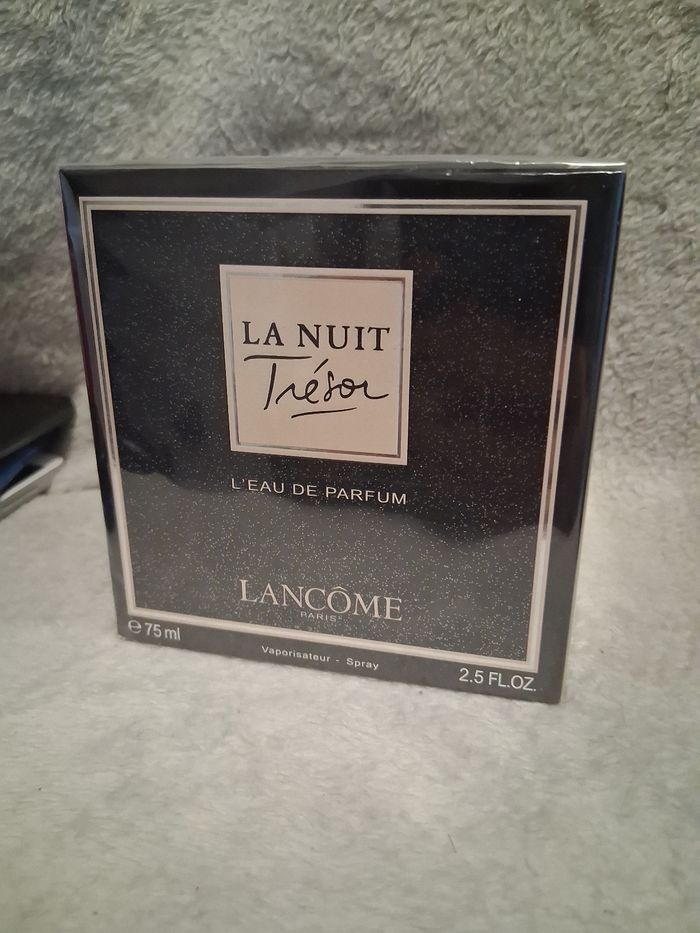 LA NUIT
Trésor
L'EAU DE PARFUM
LANCÔME
PARIS
℮ 75 ml
Vaporisateur - Spray
2.5 FL.OZ.